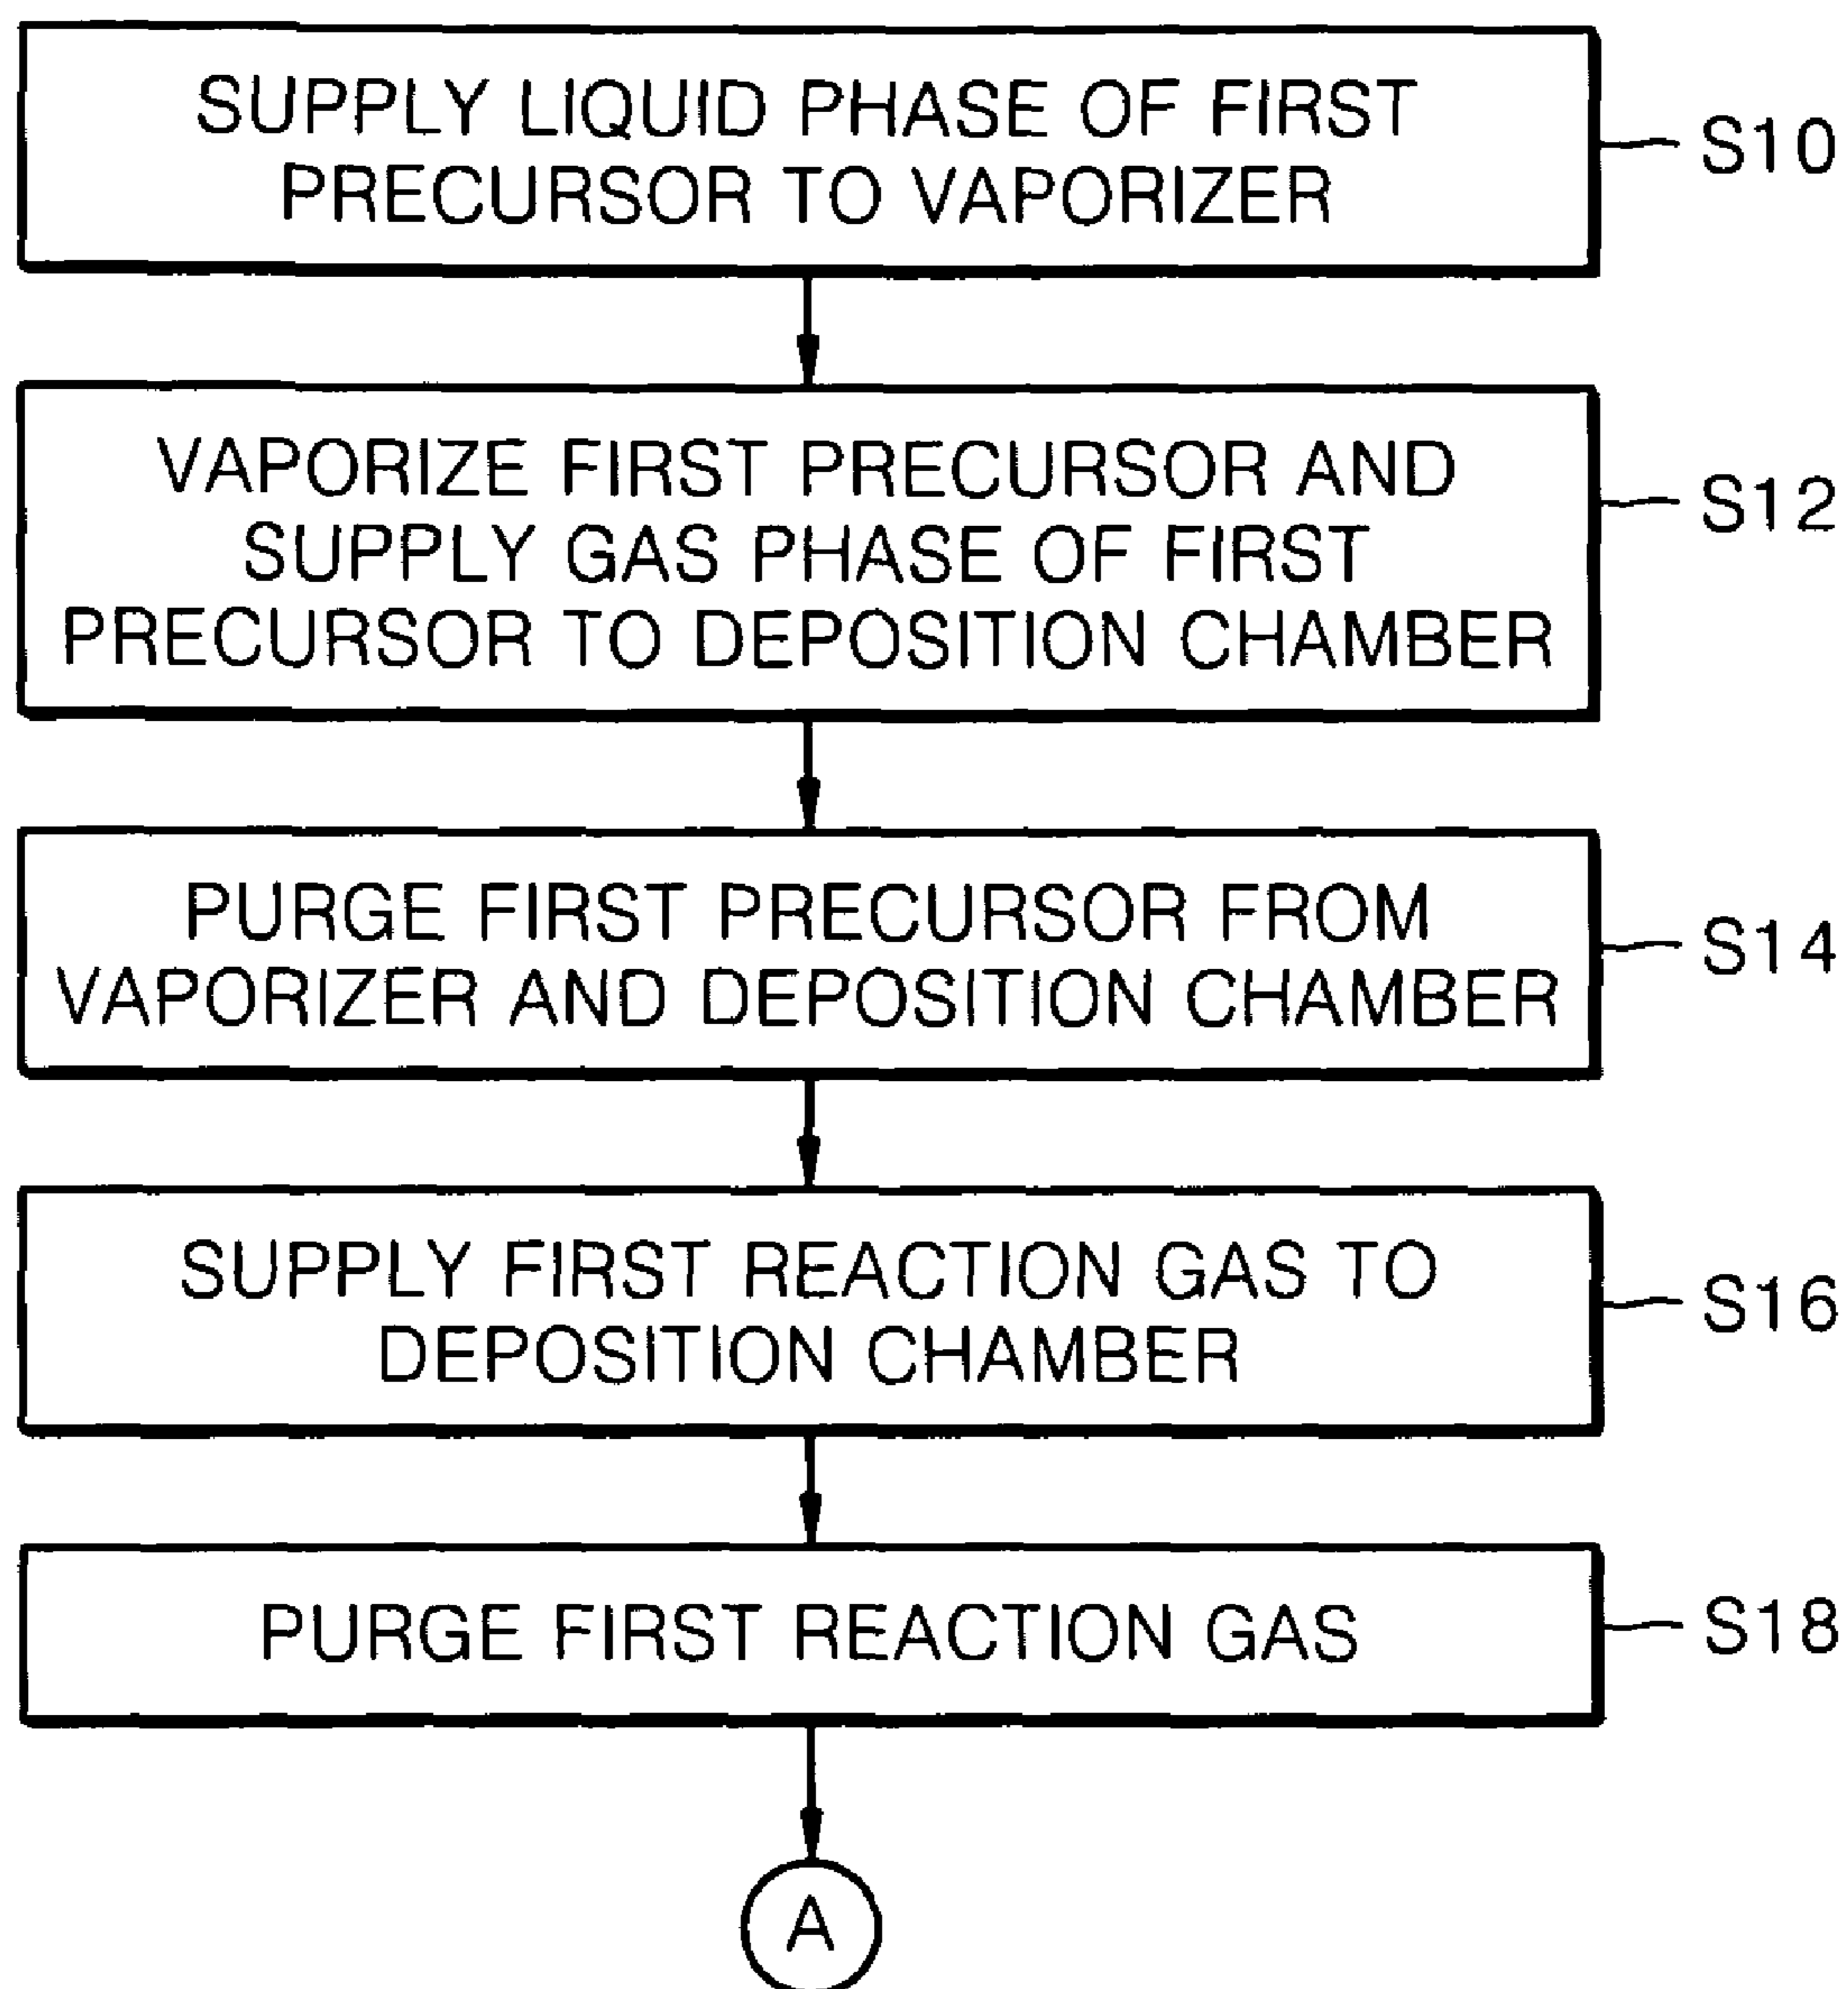 SUPPLY LIQUID PHASE OF FIRST
PRECURSOR TO VAPORIZER
S10
VAPORIZE FIRST PRECURSOR AND
SUPPLY GAS PHASE OF FIRST
PRECURSOR TO DEPOSITION CHAMBER
S12
PURGE FIRST PRECURSOR FROM
VAPORIZER AND DEPOSITION CHAMBER
S14
SUPPLY FIRST REACTION GAS TO
DEPOSITION CHAMBER
S16
PURGE FIRST REACTION GAS
S18
A